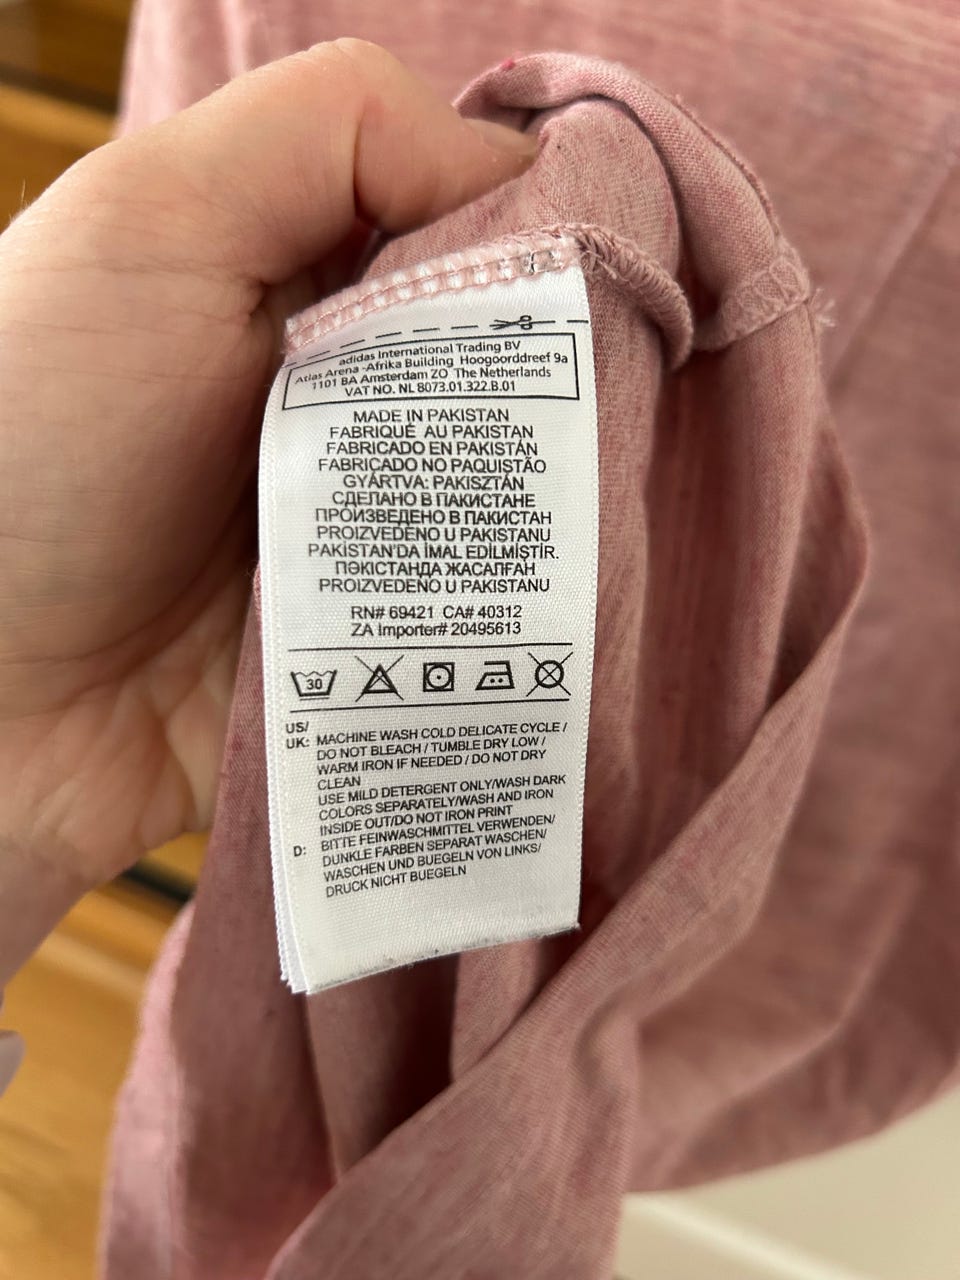 adidas International Trading BV
Atlas Arena -Afrika Building Hoogoorddreef 9a
1101 BA Amsterdam ZO The Netherlands
VAT NO. NL 8073.01.322.B.01
MADE IN PAKISTAN
FABRIQUÉ AU PAKISTAN
FABRICADO EN PAKISTÁN
FABRICADO NO PAQUISTÃO
GYÁRTVA: PAKISZTÁN
СДЕЛАНО В ПАКИСТАНЕ
ПРОИЗВЕДЕНО В ПАКИСТАН
PROIZVEDENO U PAKISTANU
PAKİSTAN'DA İMAL EDİLMİŞTİR.
ПӘКІСТАНДА ЖАСАЛҒАН
PROIZVEDENO U PAKISTANU
RN# 69421 CA# 40312
ZA Importer# 20495613
30
US/
UK: MACHINE WASH COLD DELICATE CYCLE /
DO NOT BLEACH / TUMBLE DRY LOW /
WARM IRON IF NEEDED / DO NOT DRY
CLEAN
USE MILD DETERGENT ONLY/WASH DARK
COLORS SEPARATELY/WASH AND IRON
INSIDE OUT/DO NOT IRON PRINT
D: BITTE FEINWASCHMITTEL VERWENDEN/
DUNKLE FARBEN SEPARAT WASCHEN/
WASCHEN UND BUEGELN VON LINKS/
DRUCK NICHT BUEGELN